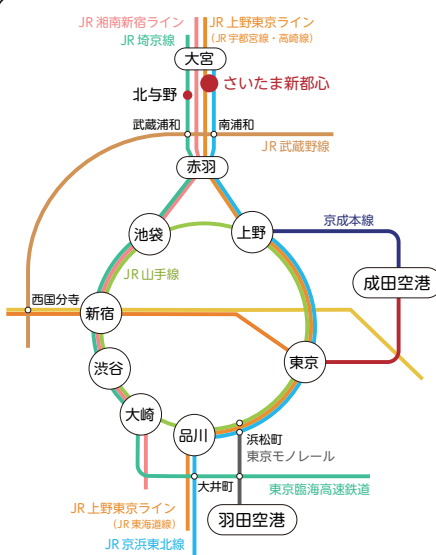 JR 湘南新宿ライン
JR 上野東京ライン
(JR 宇都宮線・高崎線)
JR 埼京線
大宮
さいたま新都心
北与野
武蔵浦和
南浦和
JR 武蔵野線
赤羽
池袋
上野
京成本線
JR 山手線
成田空港
西国分寺
新宿
東京
渋谷
大崎
品川
浜松町
東京モノレール
大井町
東京臨海高速鉄道
JR 上野東京ライン
(JR 東海道線)
羽田空港
JR 京浜東北線